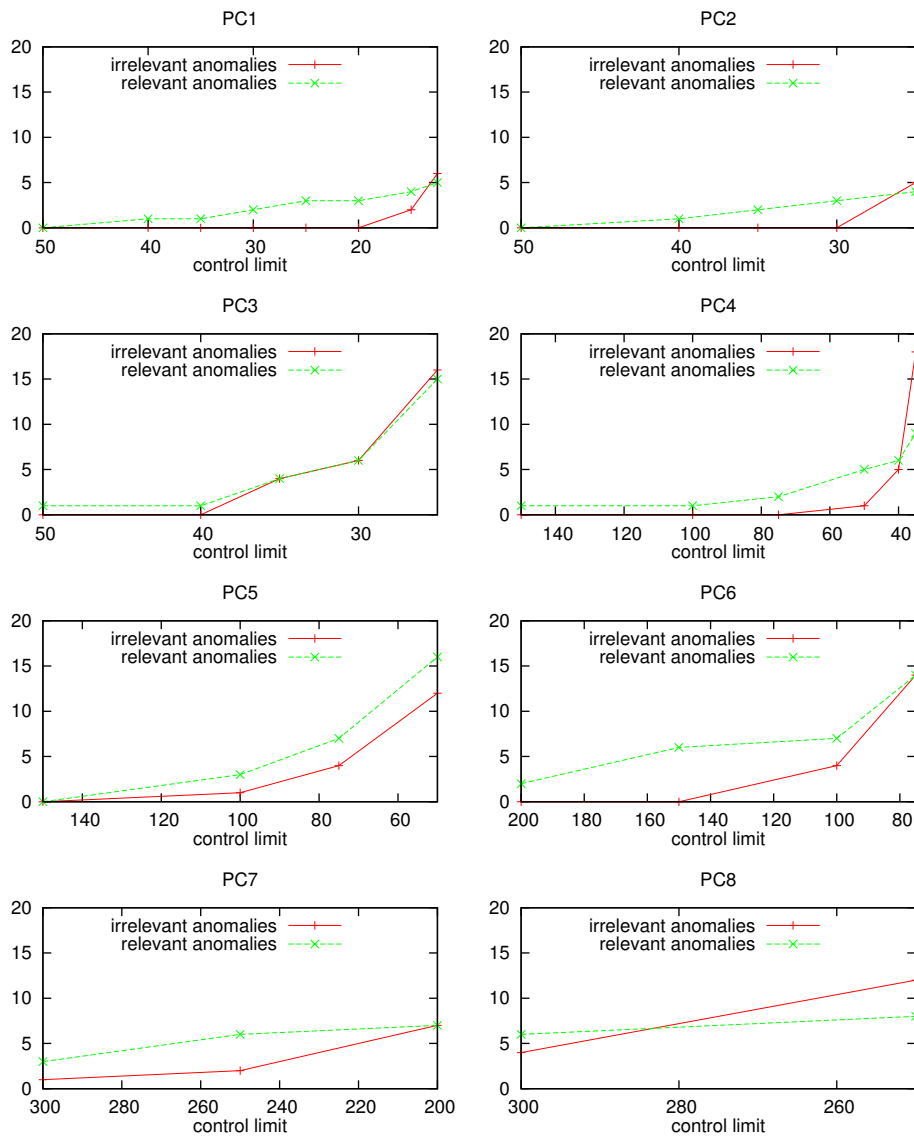 PC1
20
15
10
5
0
irrelevant anomalies
relevant anomalies
50 40 30 20
control limit
PC2
20
15
10
5
0
irrelevant anomalies
relevant anomalies
50 40 30
control limit
PC3
20
15
10
5
0
irrelevant anomalies
relevant anomalies
50 40 30
control limit
PC4
20
15
10
5
0
irrelevant anomalies
relevant anomalies
140 120 100 80 60 40
control limit
PC5
20
15
10
5
0
irrelevant anomalies
relevant anomalies
140 120 100 80 60
control limit
PC6
20
15
10
5
0
irrelevant anomalies
relevant anomalies
200 180 160 140 120 100 80
control limit
PC7
20
15
10
5
0
irrelevant anomalies
relevant anomalies
300 280 260 240 220 200
control limit
PC8
20
15
10
5
0
irrelevant anomalies
relevant anomalies
300 280 260
control limit